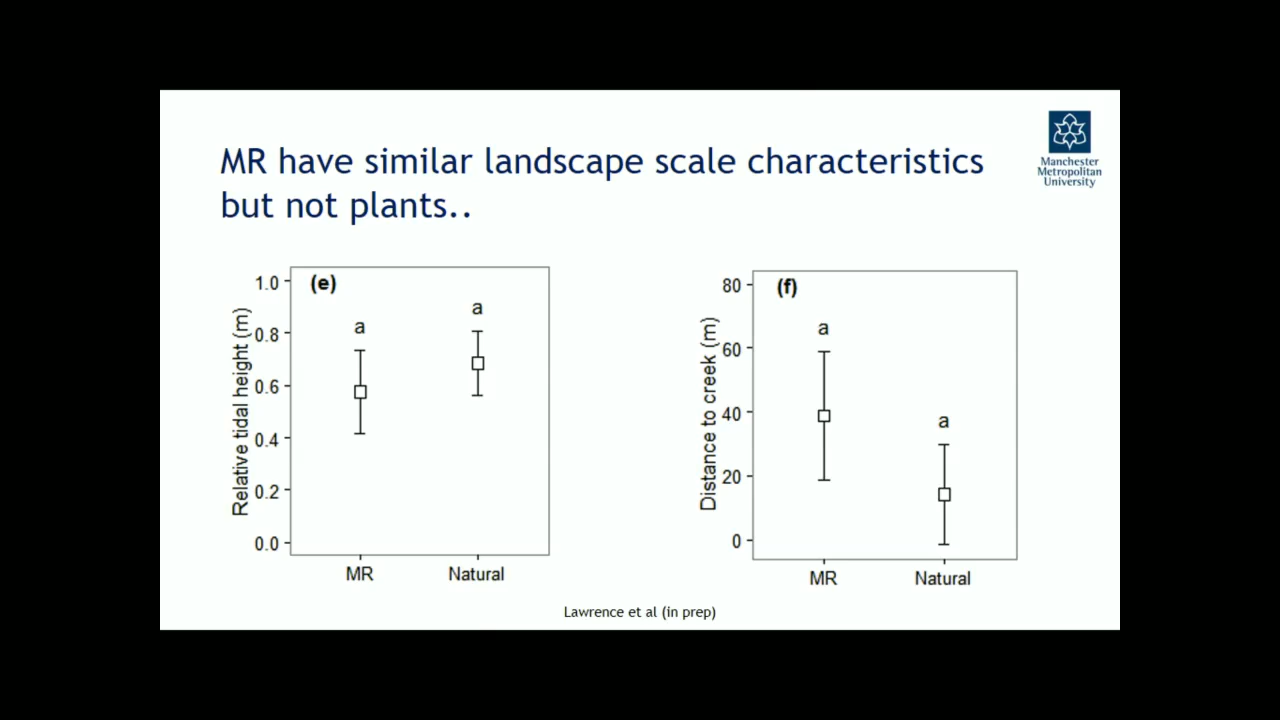 MR have similar landscape scale characteristics
but not plants..
Manchester
Metropolitan
University
(e)
a
a
Relative tidal height (m)
1.0
0.8
0.6
0.4
0.2
0.0
MR
Natural
(f)
a
a
Distance to creek (m)
80
60
40
20
0
MR
Natural
Lawrence et al (in prep)